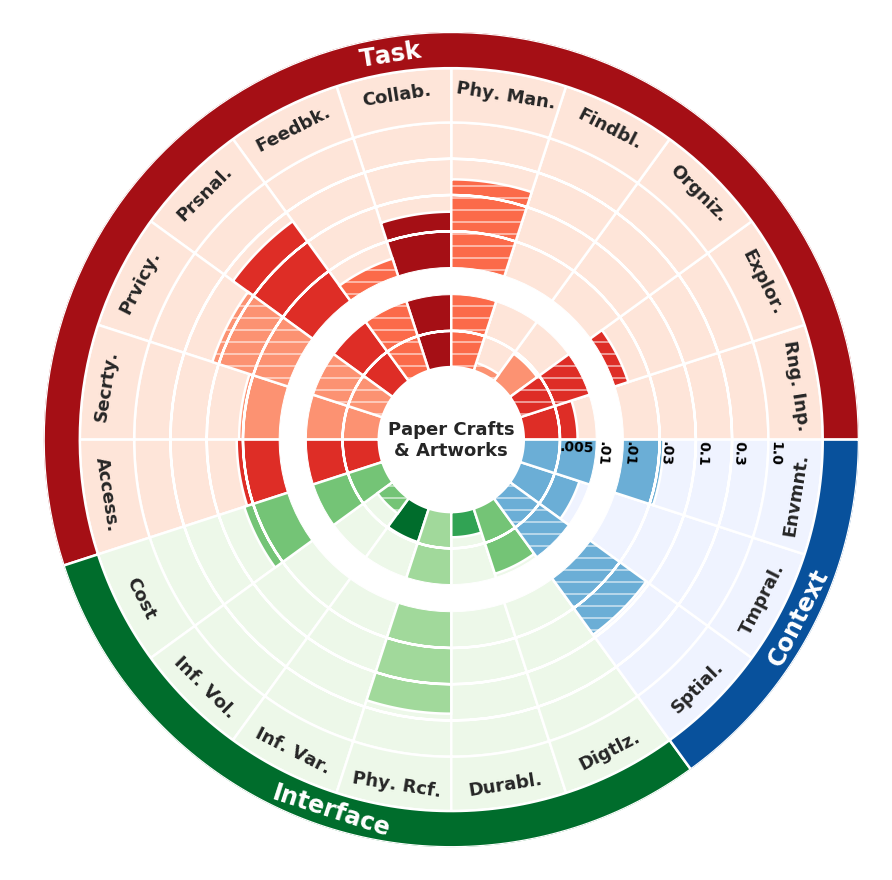 Task
Collab.
Phy. Man.
Feedbk.
Findbl.
Prsnal.
Orgniz.
Prvicy.
Explor.
Secrty.
Rng. Inp.
Paper Crafts
& Artworks
.005
.01
.01
.03
0.1
0.3
1.0
Access.
Envmnt.
Cost
Tmpral.
Context
Inf. Vol.
Sptial.
Inf. Var.
Digtlz.
Phy. Rcf.
Durabl.
Interface